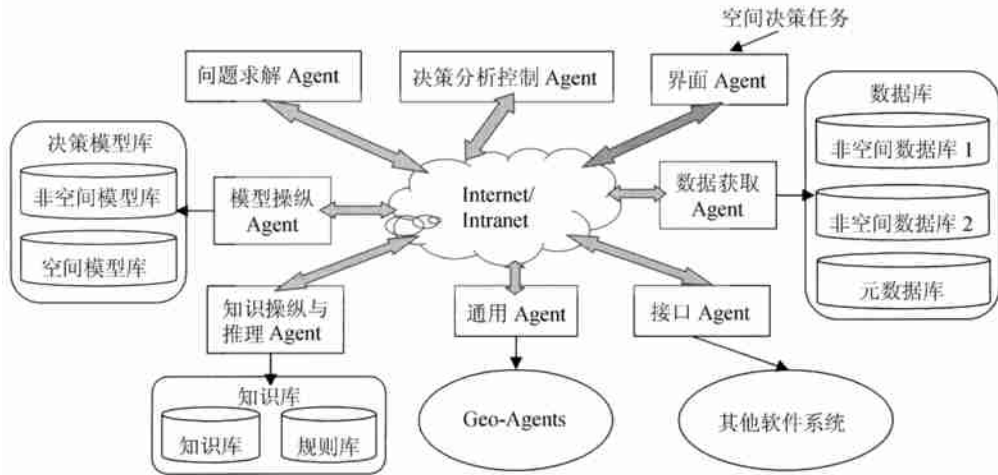 空间决策任务
问题求解 Agent
决策分析控制 Agent
界面 Agent
数据库
非空间数据库 1
非空间数据库 2
元数据库
决策模型库
非空间模型库
空间模型库
模型操纵
Agent
Internet/
Intranet
数据获取
Agent
知识操纵与
推理 Agent
通用 Agent
接口 Agent
知识库
知识库
规则库
Geo-Agents
其他软件系统